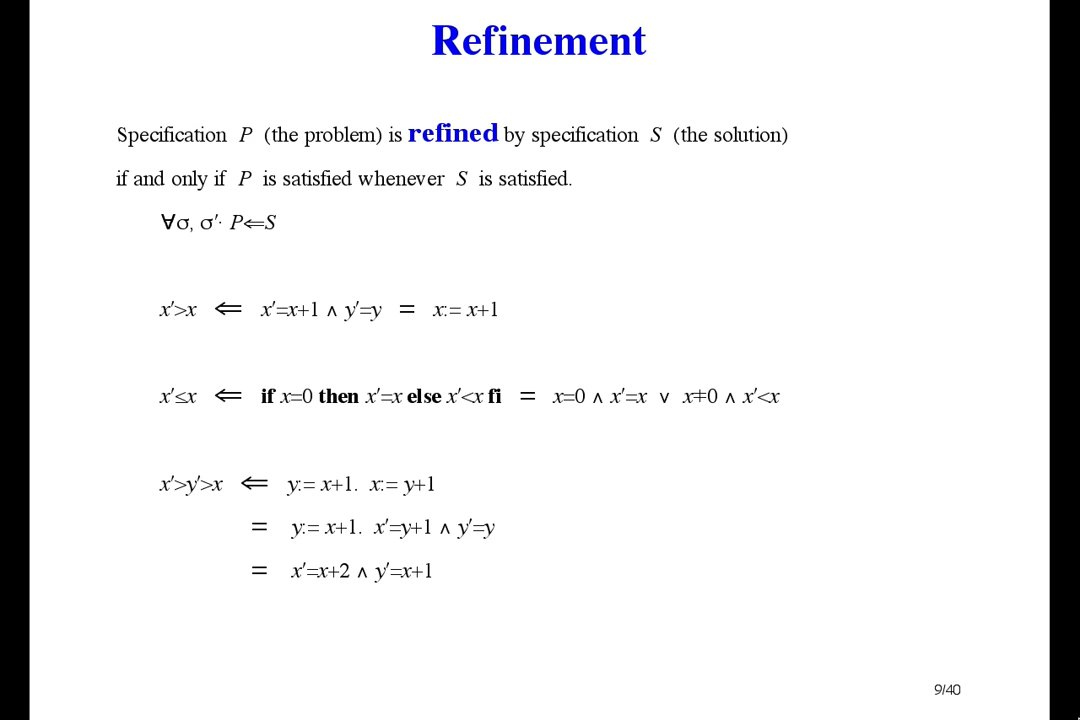 Refinement
Specification P (the problem) is refined by specification S (the solution)
if and only if P is satisfied whenever S is satisfied.
∀σ, σ′· P⇐S
x′>x ⇐ x′=x+1 ∧ y′=y = x:= x+1
x′≤x ⇐ if x=0 then x′=x else x′<x fi = x=0 ∧ x′=x ∨ x≠0 ∧ x′<x
x′>y′>x ⇐ y:= x+1. x:= y+1
= y:= x+1. x′=y+1 ∧ y′=y
= x′=x+2 ∧ y′=x+1
9/40